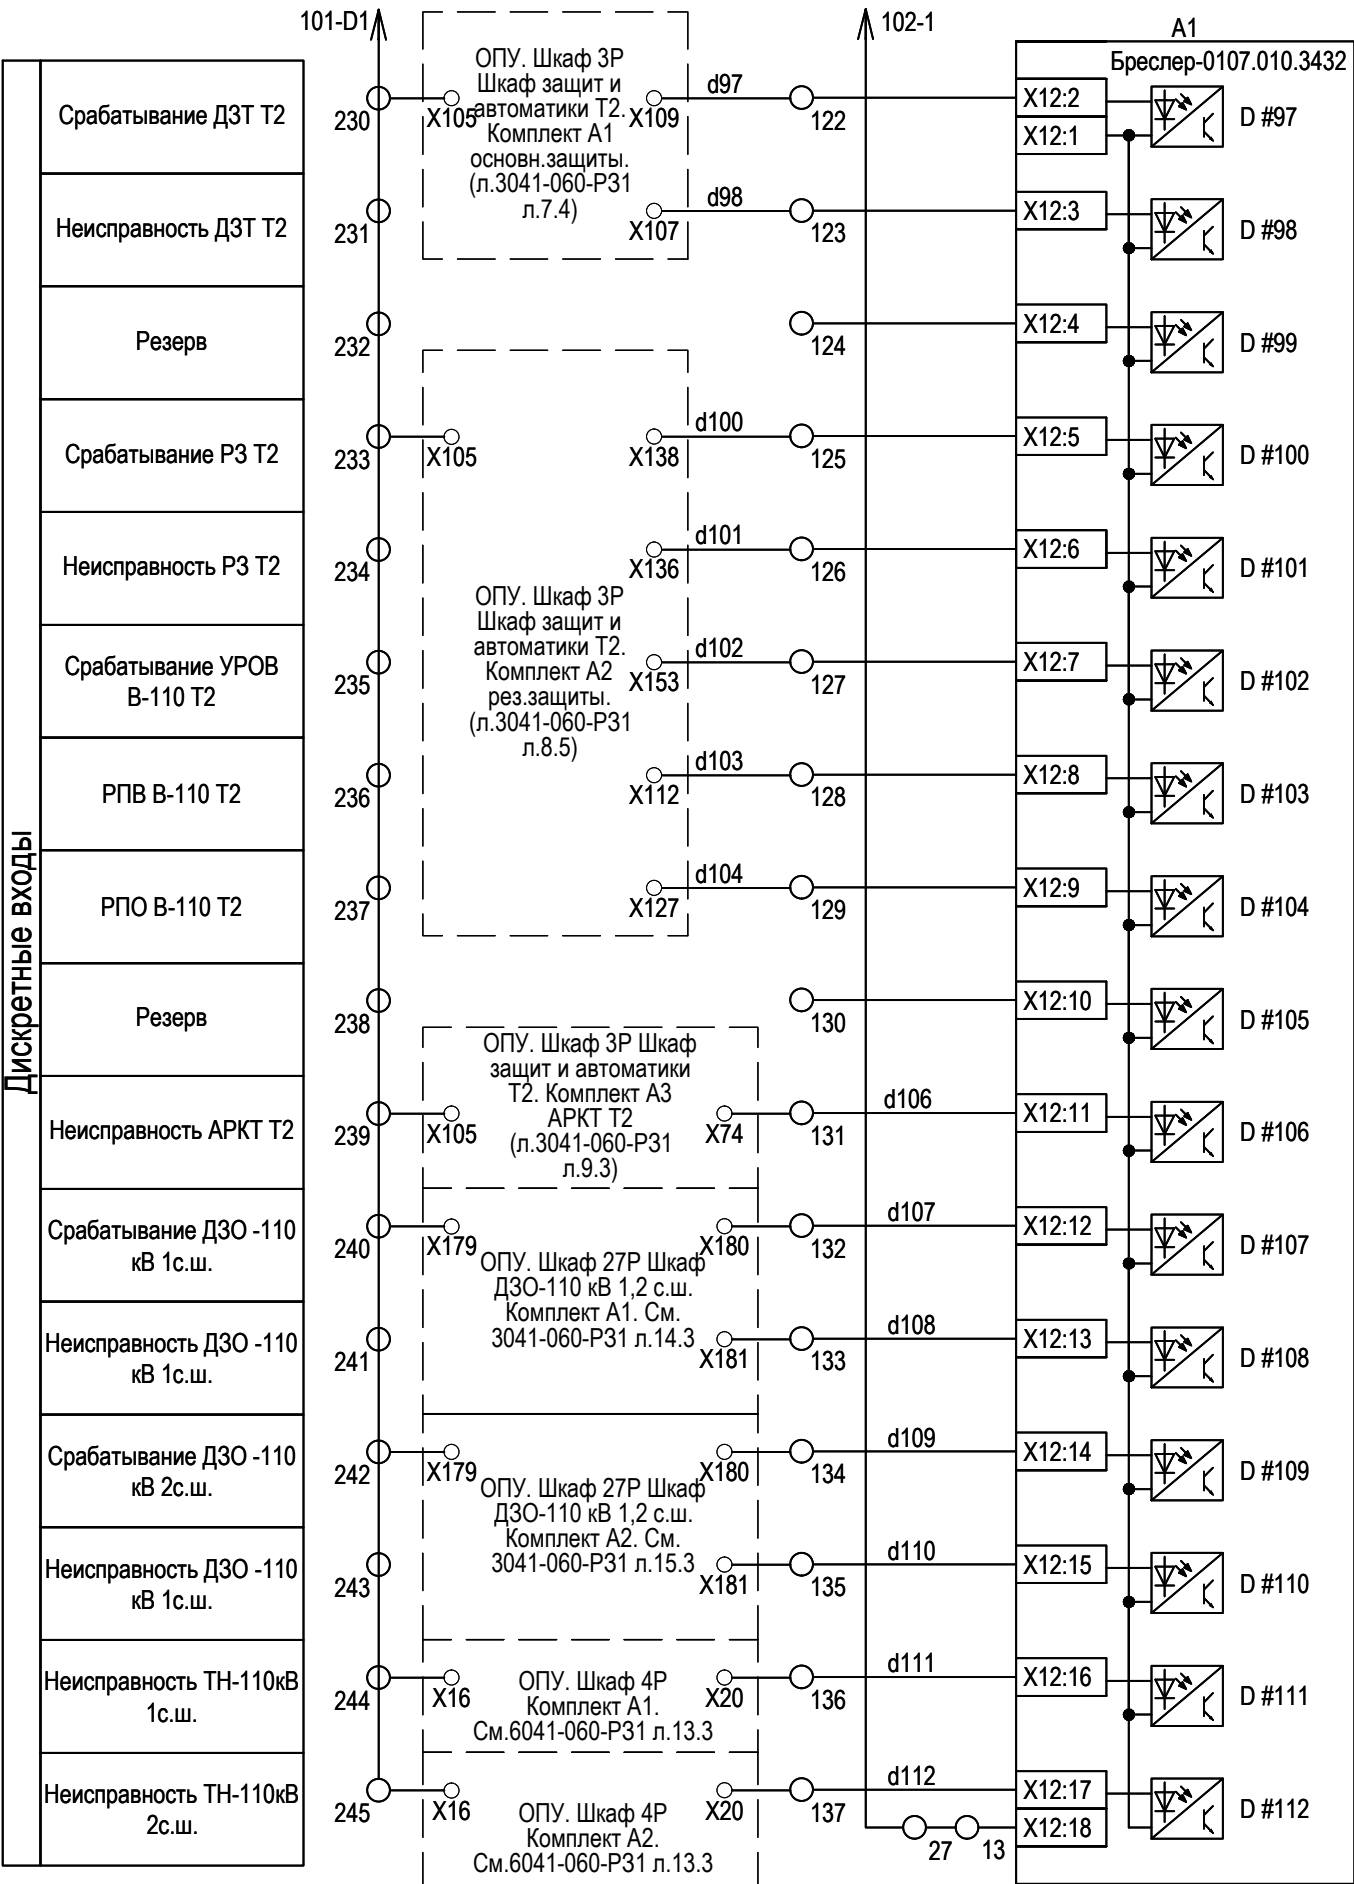 101-D1
102-1
A1
Бреслер-0107.010.3432
Дискретные входы
Срабатывание ДЗТ Т2
230
X105
ОПУ. Шкаф 3Р
Шкаф защит и
автоматики Т2.
Комплект А1
основн.защиты.
(л.3041-060-РЗ1
л.7.4)
X109
d97
122
X12:2
X12:1
D #97
Неисправность ДЗТ Т2
231
X107
d98
123
X12:3
D #98
Резерв
232
124
X12:4
D #99
Срабатывание РЗ Т2
233
X105
X138
d100
125
X12:5
D #100
Неисправность РЗ Т2
234
X136
d101
126
X12:6
D #101
ОПУ. Шкаф 3Р
Шкаф защит и
автоматики Т2.
Комплект А2
рез.защиты.
(л.3041-060-РЗ1
л.8.5)
Срабатывание УРОВ
В-110 Т2
235
X153
d102
127
X12:7
D #102
РПВ В-110 Т2
236
X112
d103
128
X12:8
D #103
РПО В-110 Т2
237
X127
d104
129
X12:9
D #104
Резерв
238
130
X12:10
D #105
Неисправность АРКТ Т2
239
X105
ОПУ. Шкаф 3Р Шкаф
защит и автоматики
Т2. Комплект А3
АРКТ Т2
(л.3041-060-РЗ1
л.9.3)
X74
131
d106
X12:11
D #106
Срабатывание ДЗО -110
кВ 1с.ш.
240
X179
X180
132
d107
X12:12
D #107
ОПУ. Шкаф 27Р Шкаф
ДЗО-110 кВ 1,2 с.ш.
Комплект А1. См.
3041-060-РЗ1 л.14.3
Неисправность ДЗО -110
кВ 1с.ш.
241
X181
133
d108
X12:13
D #108
Срабатывание ДЗО -110
кВ 2с.ш.
242
X179
X180
134
d109
X12:14
D #109
ОПУ. Шкаф 27Р Шкаф
ДЗО-110 кВ 1,2 с.ш.
Комплект А2. См.
3041-060-РЗ1 л.15.3
Неисправность ДЗО -110
кВ 1с.ш.
243
X181
135
d110
X12:15
D #110
Неисправность ТН-110кВ
1с.ш.
244
X16
ОПУ. Шкаф 4Р
Комплект А1.
См.6041-060-РЗ1 л.13.3
X20
136
d111
X12:16
D #111
Неисправность ТН-110кВ
2с.ш.
245
X16
ОПУ. Шкаф 4Р
Комплект А2.
См.6041-060-РЗ1 л.13.3
X20
137
d112
X12:17
D #112
27
13
X12:18